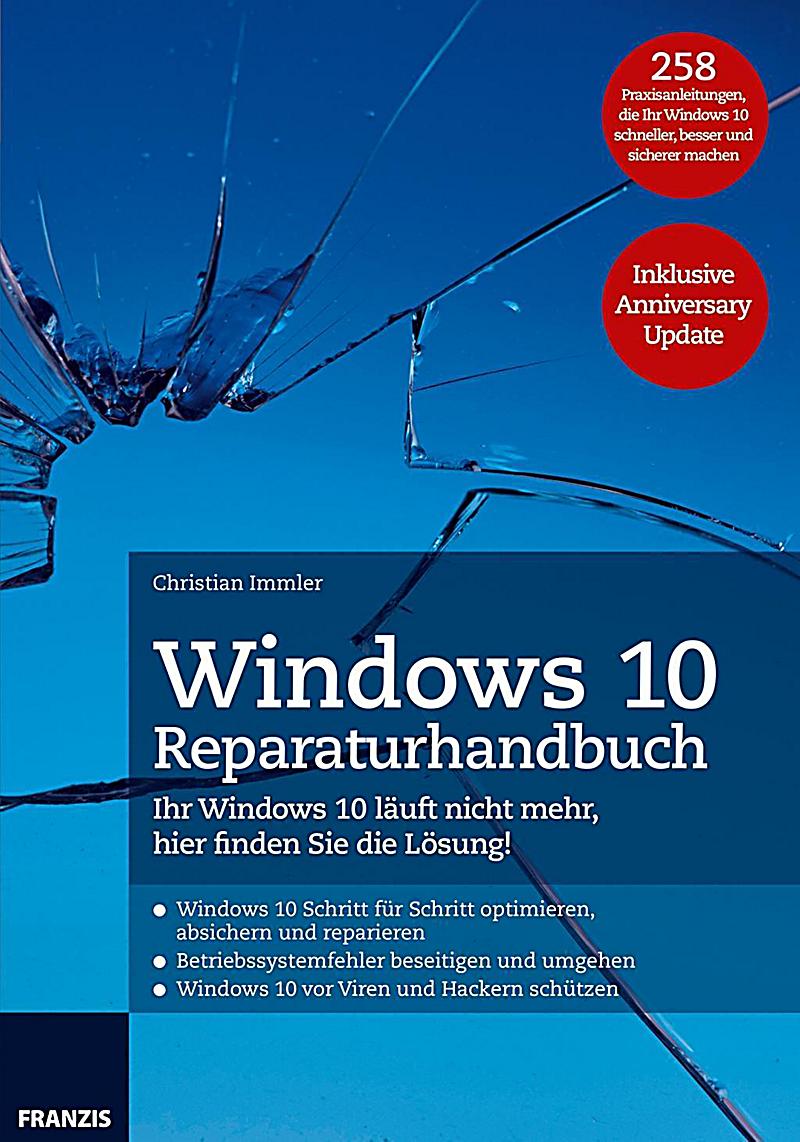 258
Praxisanleitungen,
die Ihr Windows 10
schneller, besser und
sicherer machen
Inklusive
Anniversary
Update
Christian Immler
Windows 10
Reparaturhandbuch
Ihr Windows 10 läuft nicht mehr,
hier finden Sie die Lösung!
● Windows 10 Schritt für Schritt optimieren,
absichern und reparieren
● Betriebssystemfehler beseitigen und umgehen
● Windows 10 vor Viren und Hackern schützen
FRANZIS